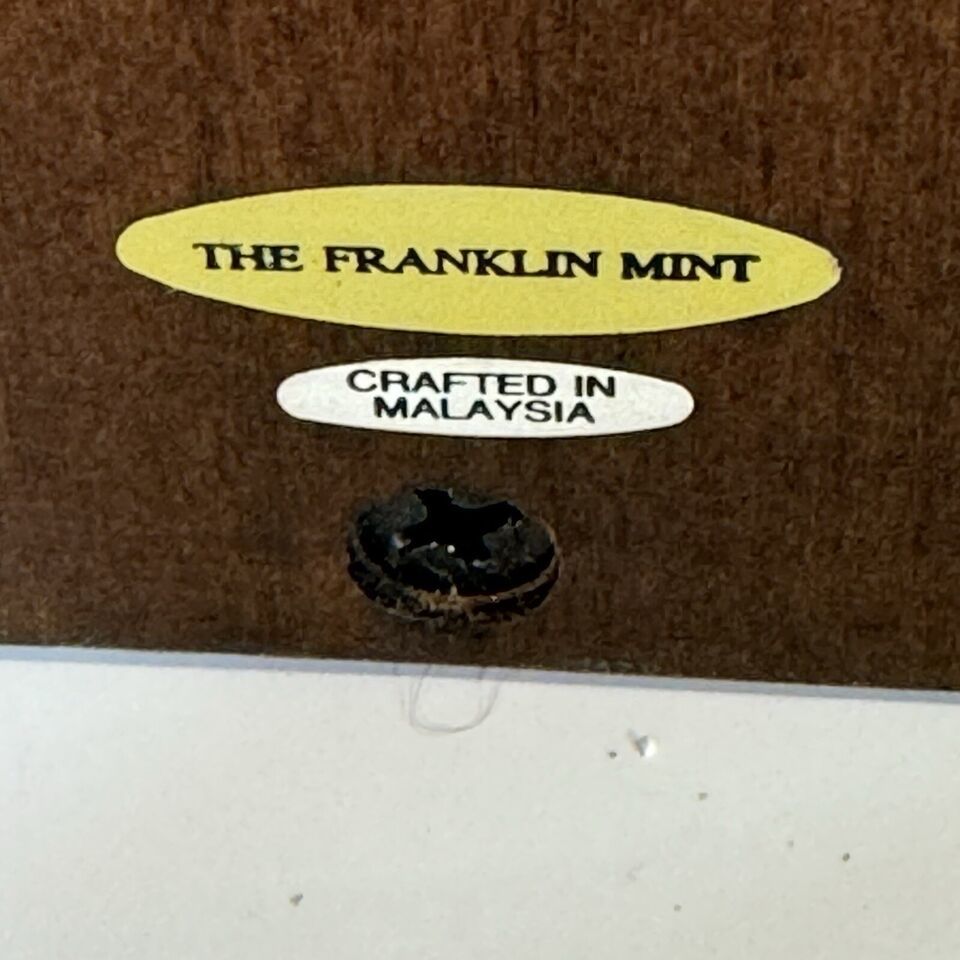 THE FRANKLIN MINT
CRAFTED IN
MALAYSIA